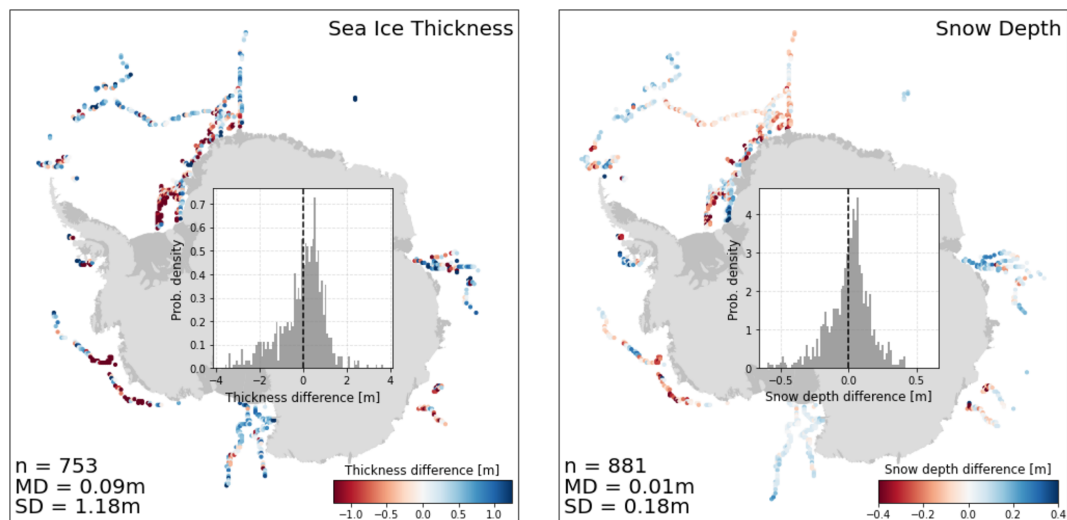 Sea Ice Thickness
0.7
0.6
0.5
0.4
0.3
0.2
0.1
0.0
Prob. density
−4 −2 0 2 4
Thickness difference [m]
n = 753
MD = 0.09m
SD = 1.18m
Thickness difference [m]
−1.0 −0.5 0.0 0.5 1.0
Snow Depth
4
3
2
1
0
Prob. density
−0.5 0.0 0.5
Snow depth difference [m]
n = 881
MD = 0.01m
SD = 0.18m
Snow depth difference [m]
−0.4 −0.2 0.0 0.2 0.4